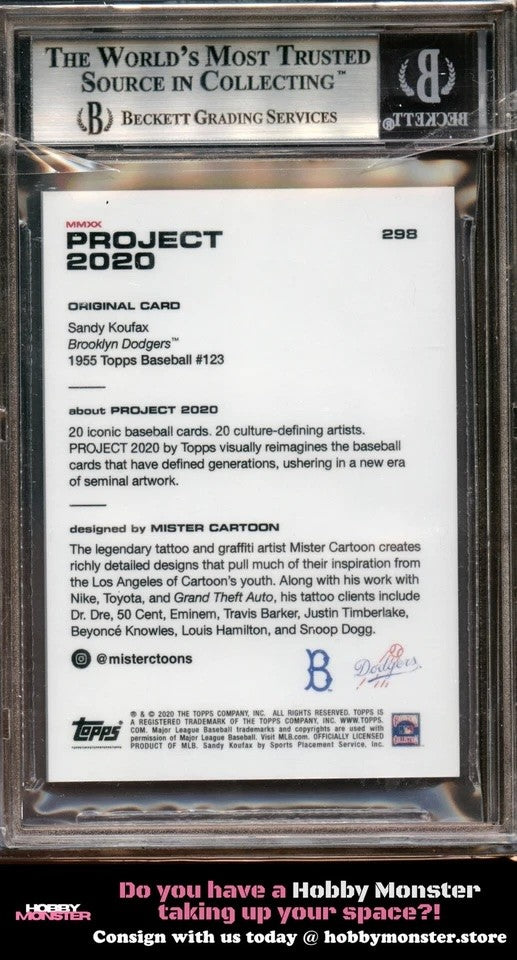 THE WORLD'S MOST TRUSTED
SOURCE IN COLLECTING™
B BECKETT GRADING SERVICES
B
BECKETT®
MMXX
PROJECT
2020
298
ORIGINAL CARD
Sandy Koufax
Brooklyn Dodgers™
1955 Topps Baseball #123
about PROJECT 2020
20 iconic baseball cards. 20 culture-defining artists.
PROJECT 2020 by Topps visually reimagines the baseball
cards that have defined generations, ushering in a new era
of seminal artwork.
designed by MISTER CARTOON
The legendary tattoo and graffiti artist Mister Cartoon creates
richly detailed designs that pull much of their inspiration from
the Los Angeles of Cartoon's youth. Along with his work with
Nike, Toyota, and Grand Theft Auto, his tattoo clients include
Dr. Dre, 50 Cent, Eminem, Travis Barker, Justin Timberlake,
Beyoncé Knowles, Louis Hamilton, and Snoop Dogg.
@misterctoons
B
Dodgers
topps
® & © 2020 THE TOPPS COMPANY, INC. ALL RIGHTS RESERVED. TOPPS IS
A REGISTERED TRADEMARK OF THE TOPPS COMPANY, INC. WWW.TOPPS.
COM. Major League Baseball trademarks and copyrights are used with
permission of Major League Baseball. Visit MLB.com. OFFICIALLY LICENSED
PRODUCT OF MLB. Sandy Koufax by Sports Placement Service, Inc.
HOBBY
MONSTER
Do you have a Hobby Monster
taking up your space?!
Consign with us today @ hobbymonster.store